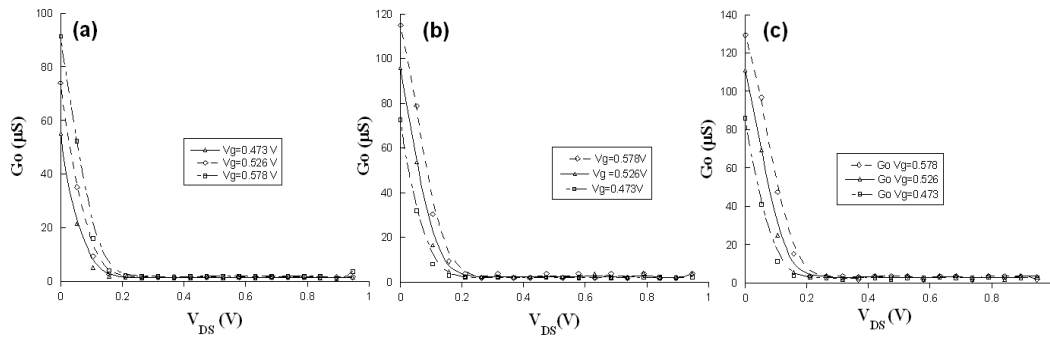 (a)
100
80
60
40
20
0
Go (µS)
Vg=0.473 V
Vg=0.526 V
Vg=0.578 V
0
0.2
0.4
0.6
0.8
1
V_DS (V)
(b)
120
100
80
60
40
20
0
Go (µS)
Vg=0.578V
Vg =0.526V
Vg=0.473V
0
0.2
0.4
0.6
0.8
1
V_DS (V)
(c)
140
120
100
80
60
40
20
0
Go (µS)
Go Vg=0.578
Go Vg=0.526
Go Vg=0.473
0
0.2
0.4
0.6
0.8
V_DS (V)